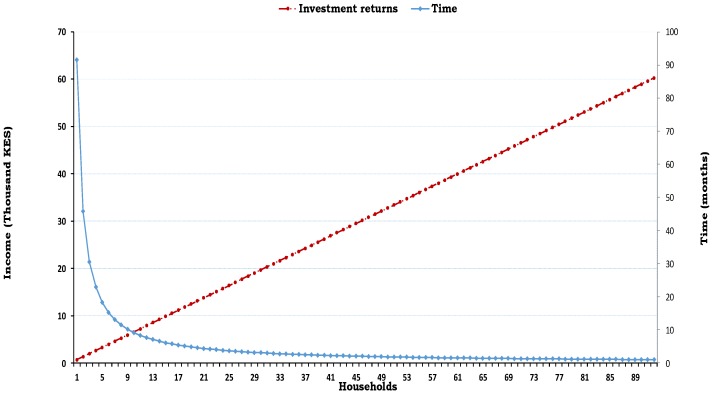 Investment returns Time
70 100
60 90
50 80
40 70
30 60
20 50
10 40
0 30
20
10
0
Income (Thousand KES)
Time (months)
1 5 9 13 17 21 25 29 33 37 41 45 49 53 57 61 65 69 73 77 81 85 89
Households